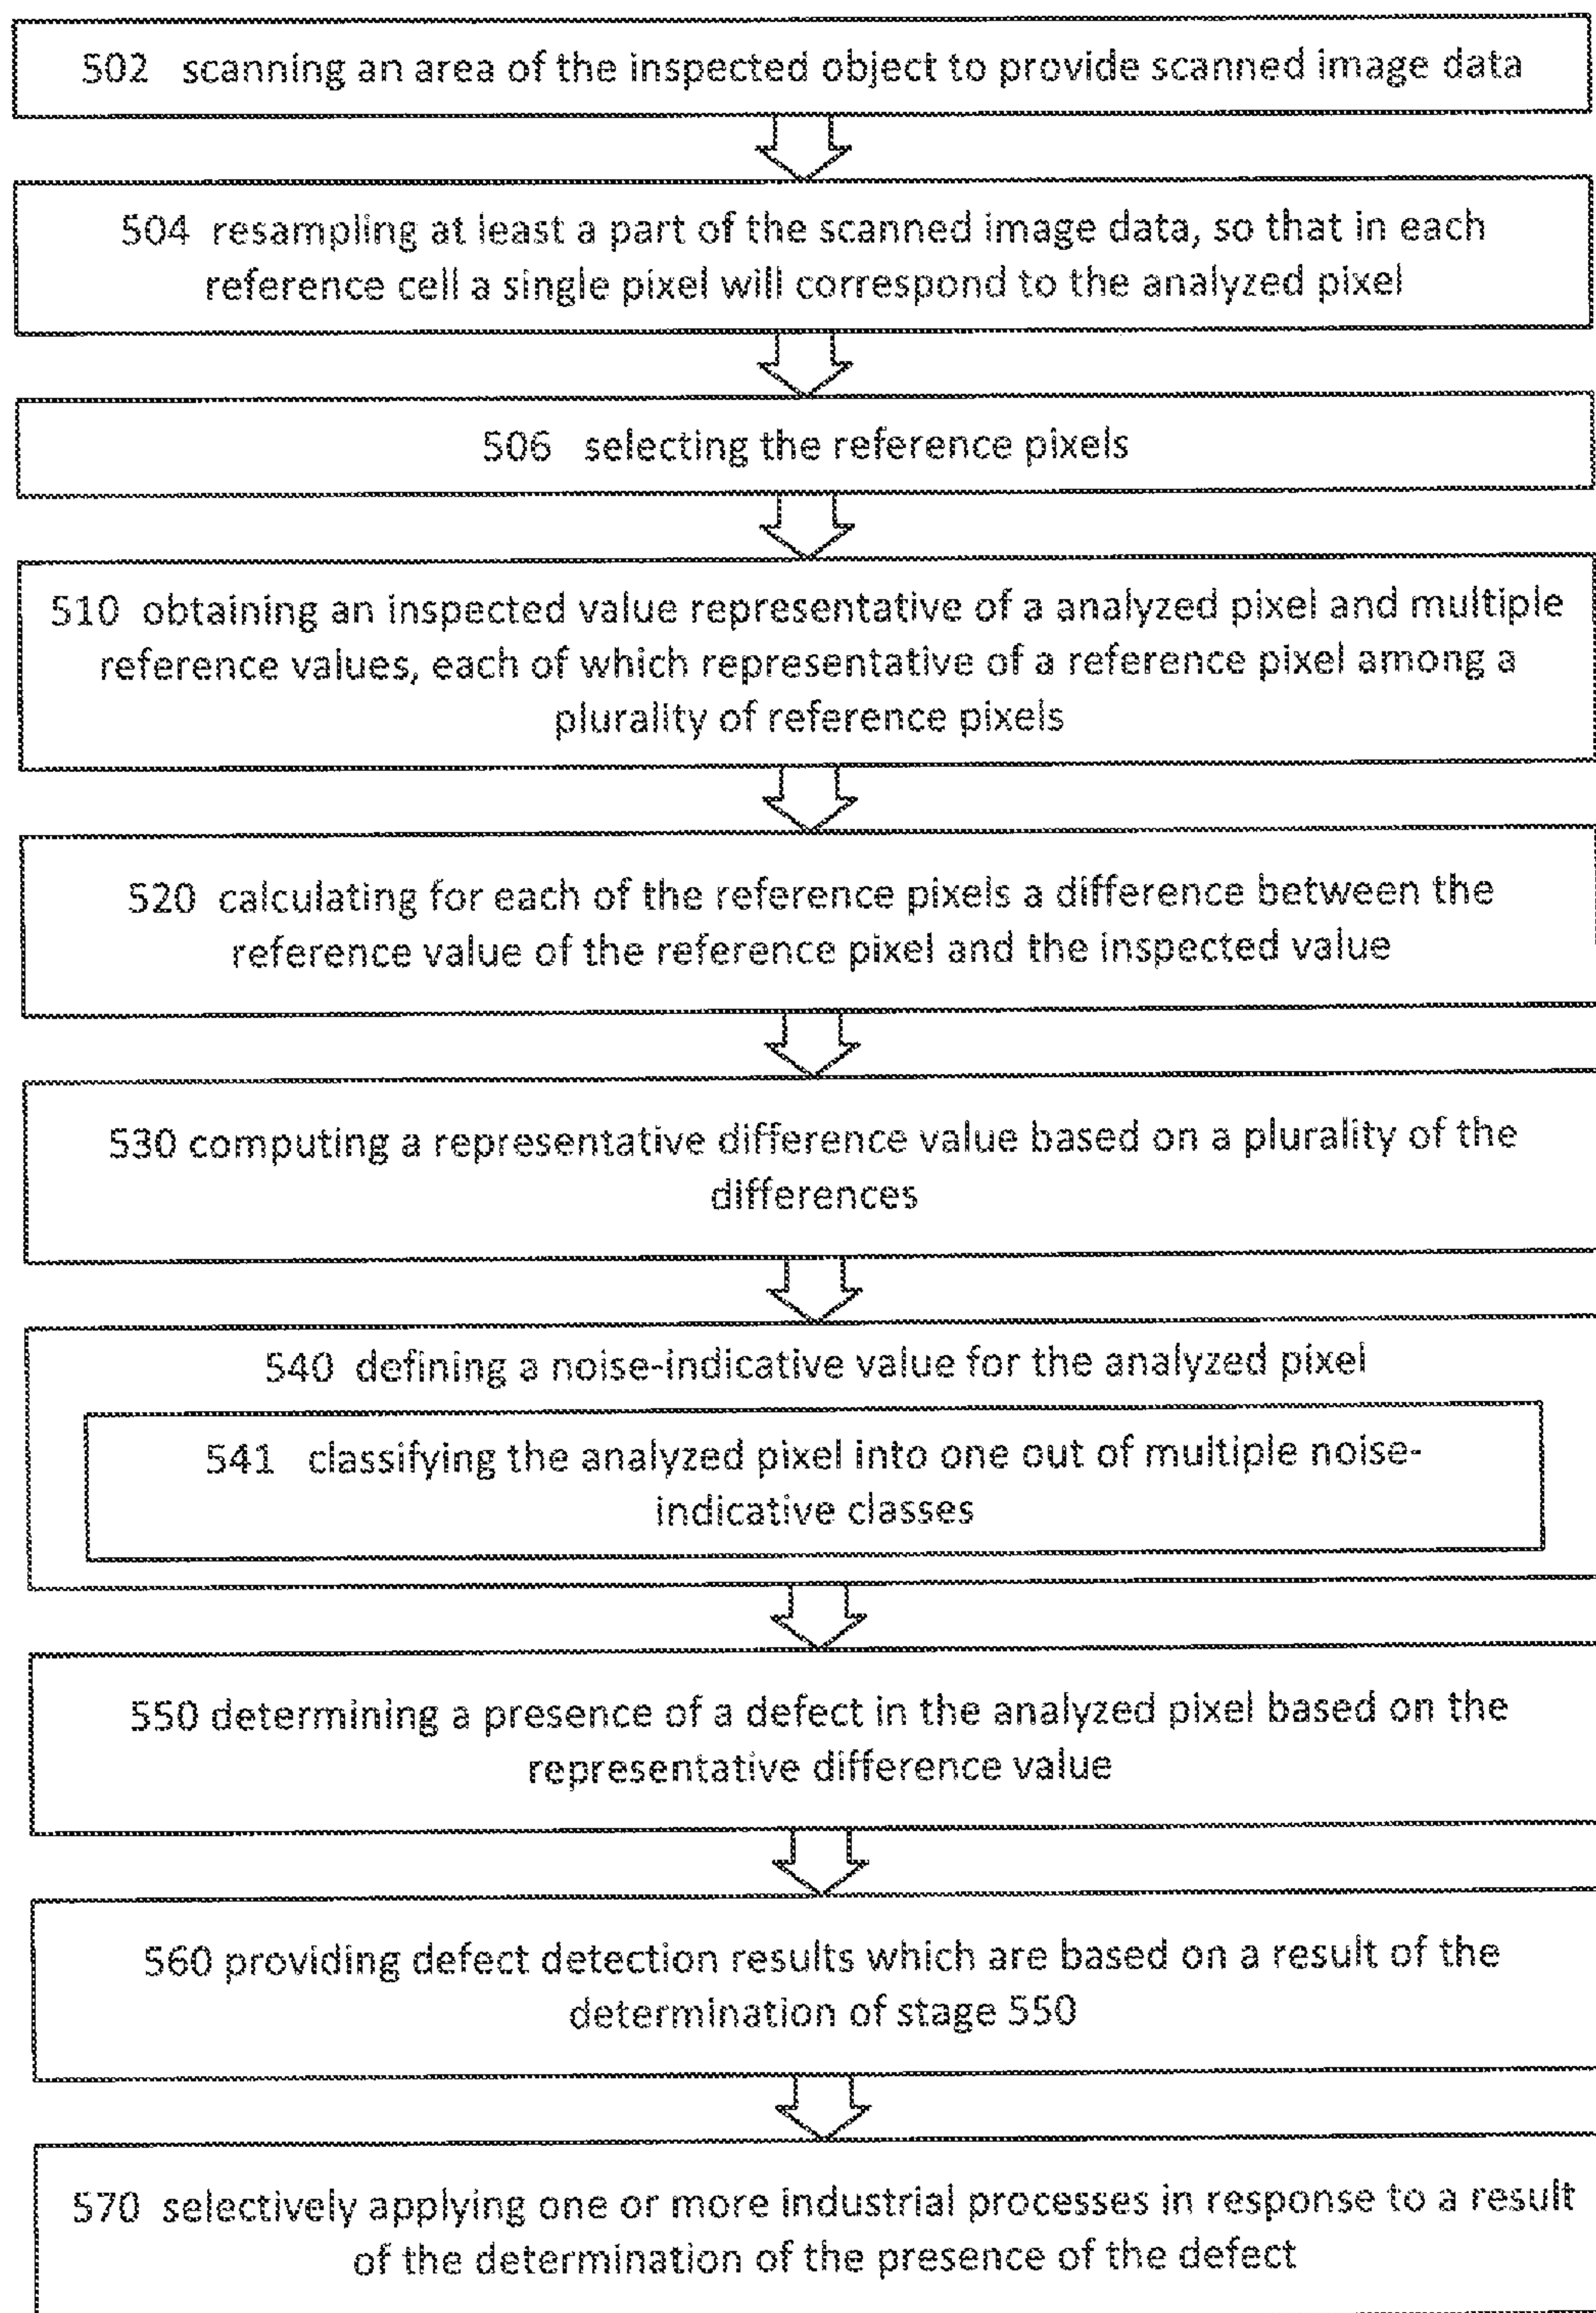 502 scanning an area of the inspected object to provide scanned image data
504 resampling at least a part of the scanned image data, so that in each
reference cell a single pixel will correspond to the analyzed pixel
506 selecting the reference pixels
510 obtaining an inspected value representative of a analyzed pixel and multiple
reference values, each of which representative of a reference pixel among a
plurality of reference pixels
520 calculating for each of the reference pixels a difference between the
reference value of the reference pixel and the inspected value
530 computing a representative difference value based on a plurality of the
differences
540 defining a noise-indicative value for the analyzed pixel
541 classifying the analyzed pixel into one out of multiple noise-
indicative classes
550 determining a presence of a defect in the analyzed pixel based on the
representative difference value
560 providing defect detection results which are based on a result of the
determination of stage 550
570 selectively applying one or more industrial processes in response to a result
of the determination of the presence of the defect